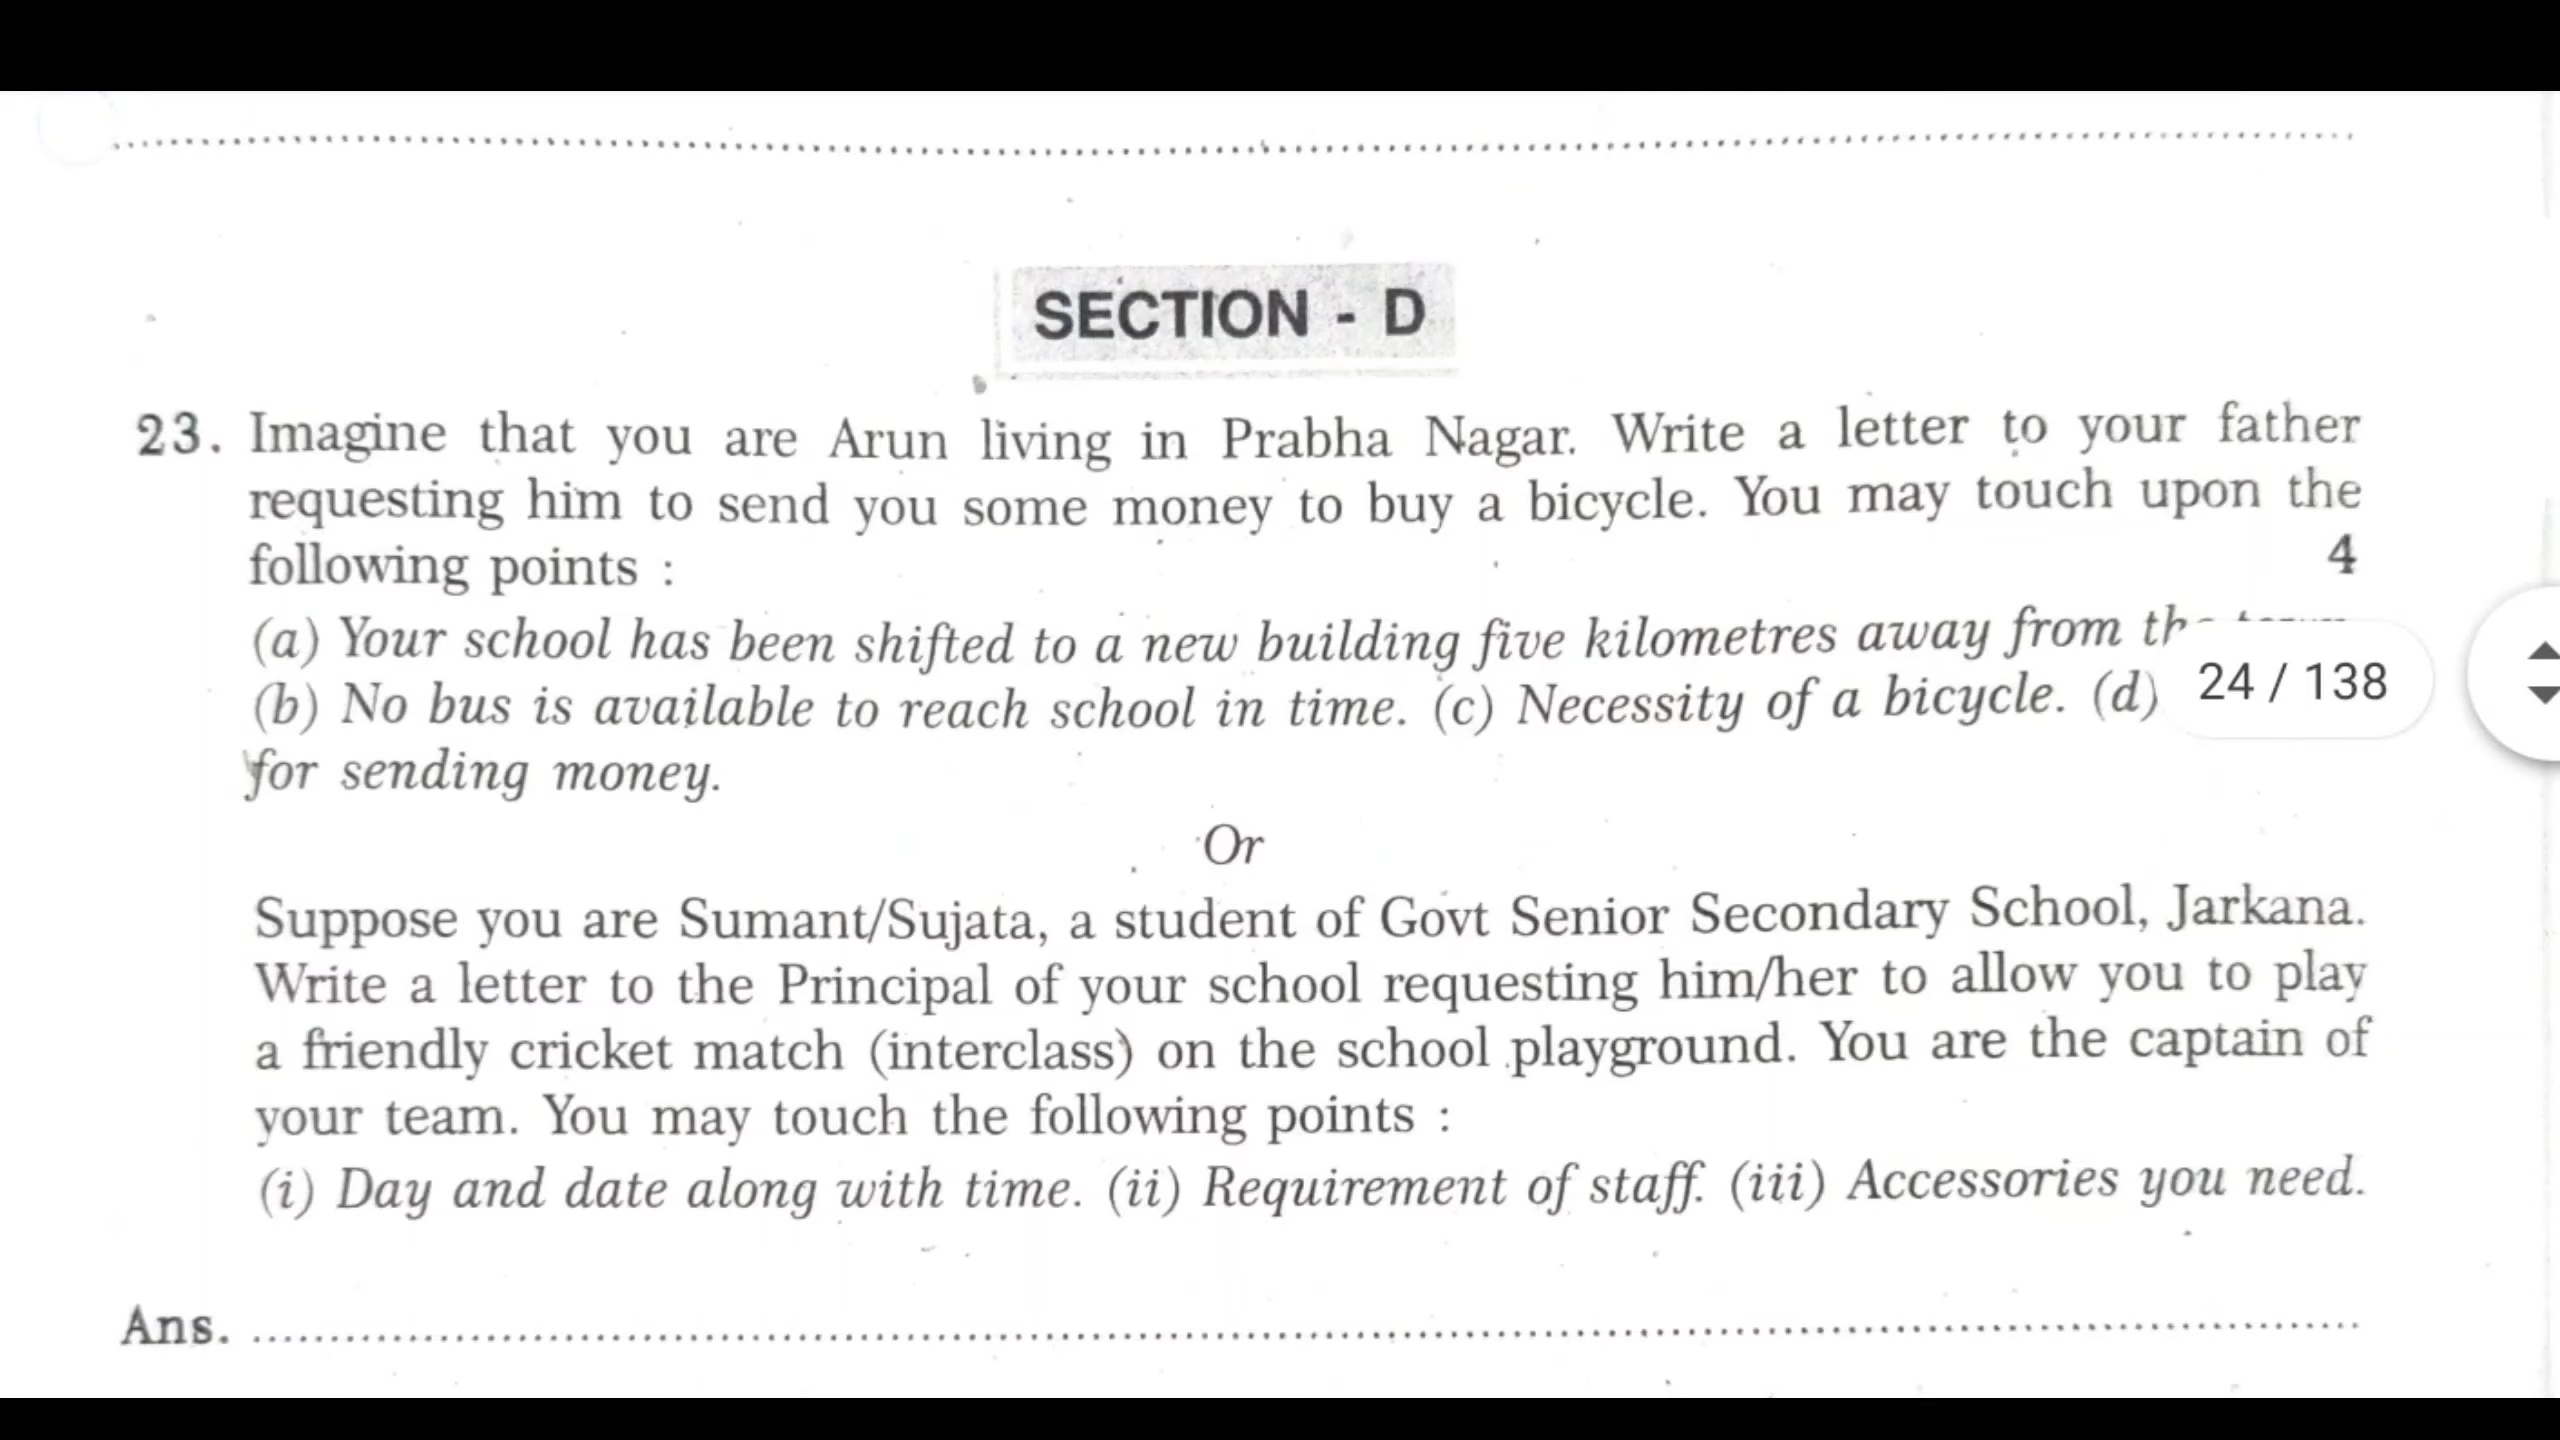 SECTION - D
23. Imagine that you are Arun living in Prabha Nagar. Write a letter to your father
requesting him to send you some money to buy a bicycle. You may touch upon the
following points : 4
(a) Your school has been shifted to a new building five kilometres away from
(b) No bus is available to reach school in time. (c) Necessity of a bicycle. (d)
24 / 138
for sending money.
Or
Suppose you are Sumant/Sujata, a student of Govt Senior Secondary School, Jarkana.
Write a letter to the Principal of your school requesting him/her to allow you to play
a friendly cricket match (interclass) on the school playground. You are the captain of
your team. You may touch the following points :
(i) Day and date along with time. (ii) Requirement of staff. (iii) Accessories you need.
Ans.